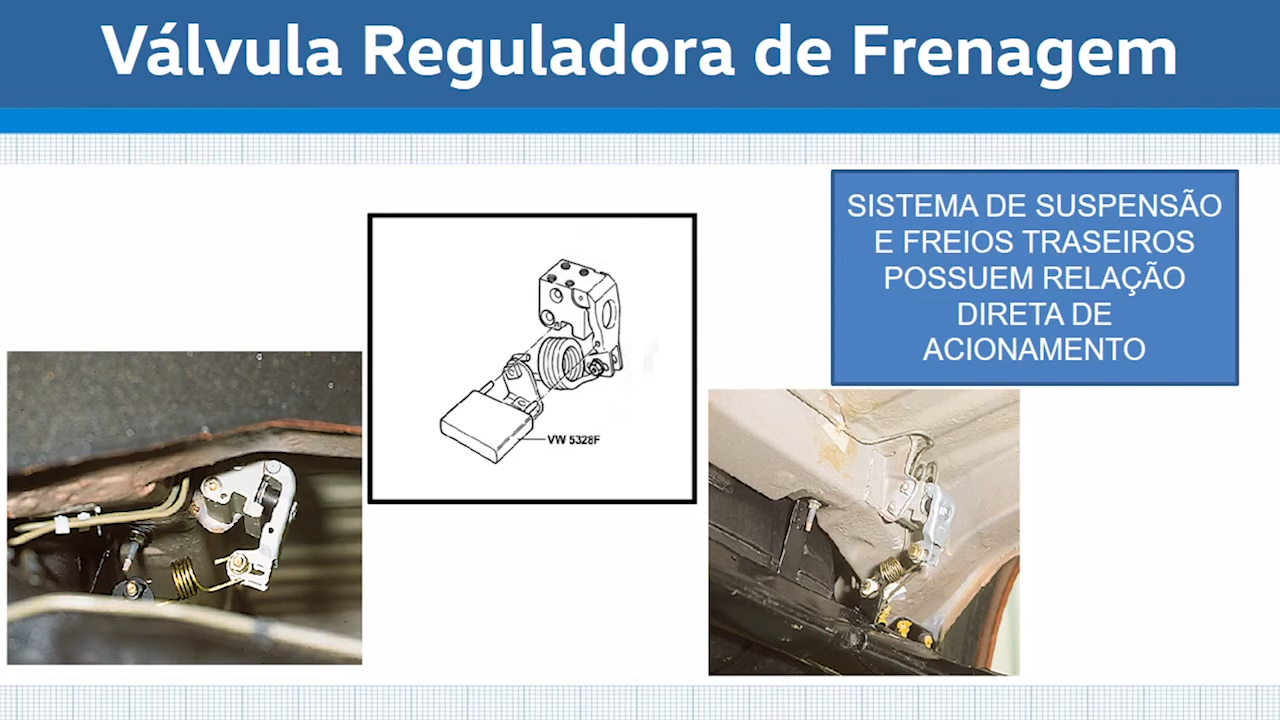 Válvula Reguladora de Frenagem
SISTEMA DE SUSPENSÃO
E FREIOS TRASEIROS
POSSUEM RELAÇÃO
DIRETA DE
ACIONAMENTO
VW 5328F